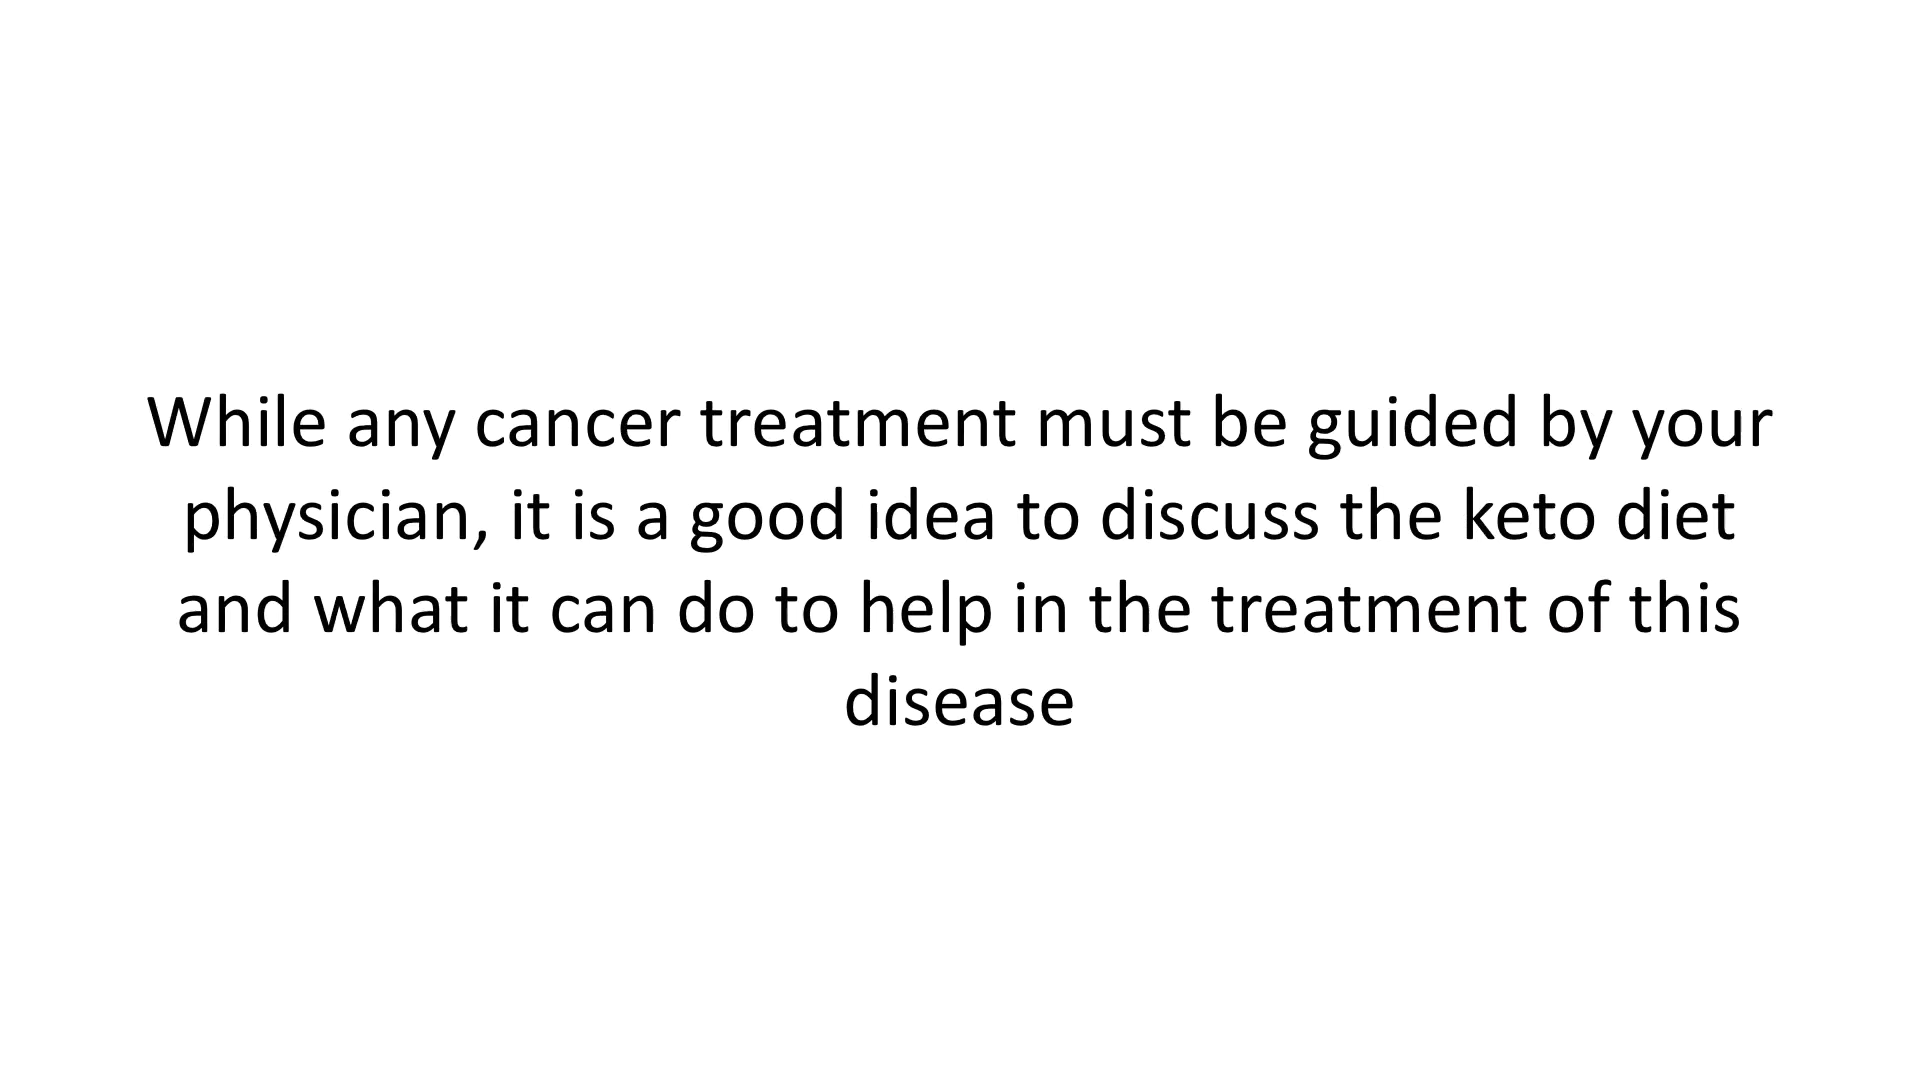 While any cancer treatment must be guided by your
physician, it is a good idea to discuss the keto diet
and what it can do to help in the treatment of this
disease